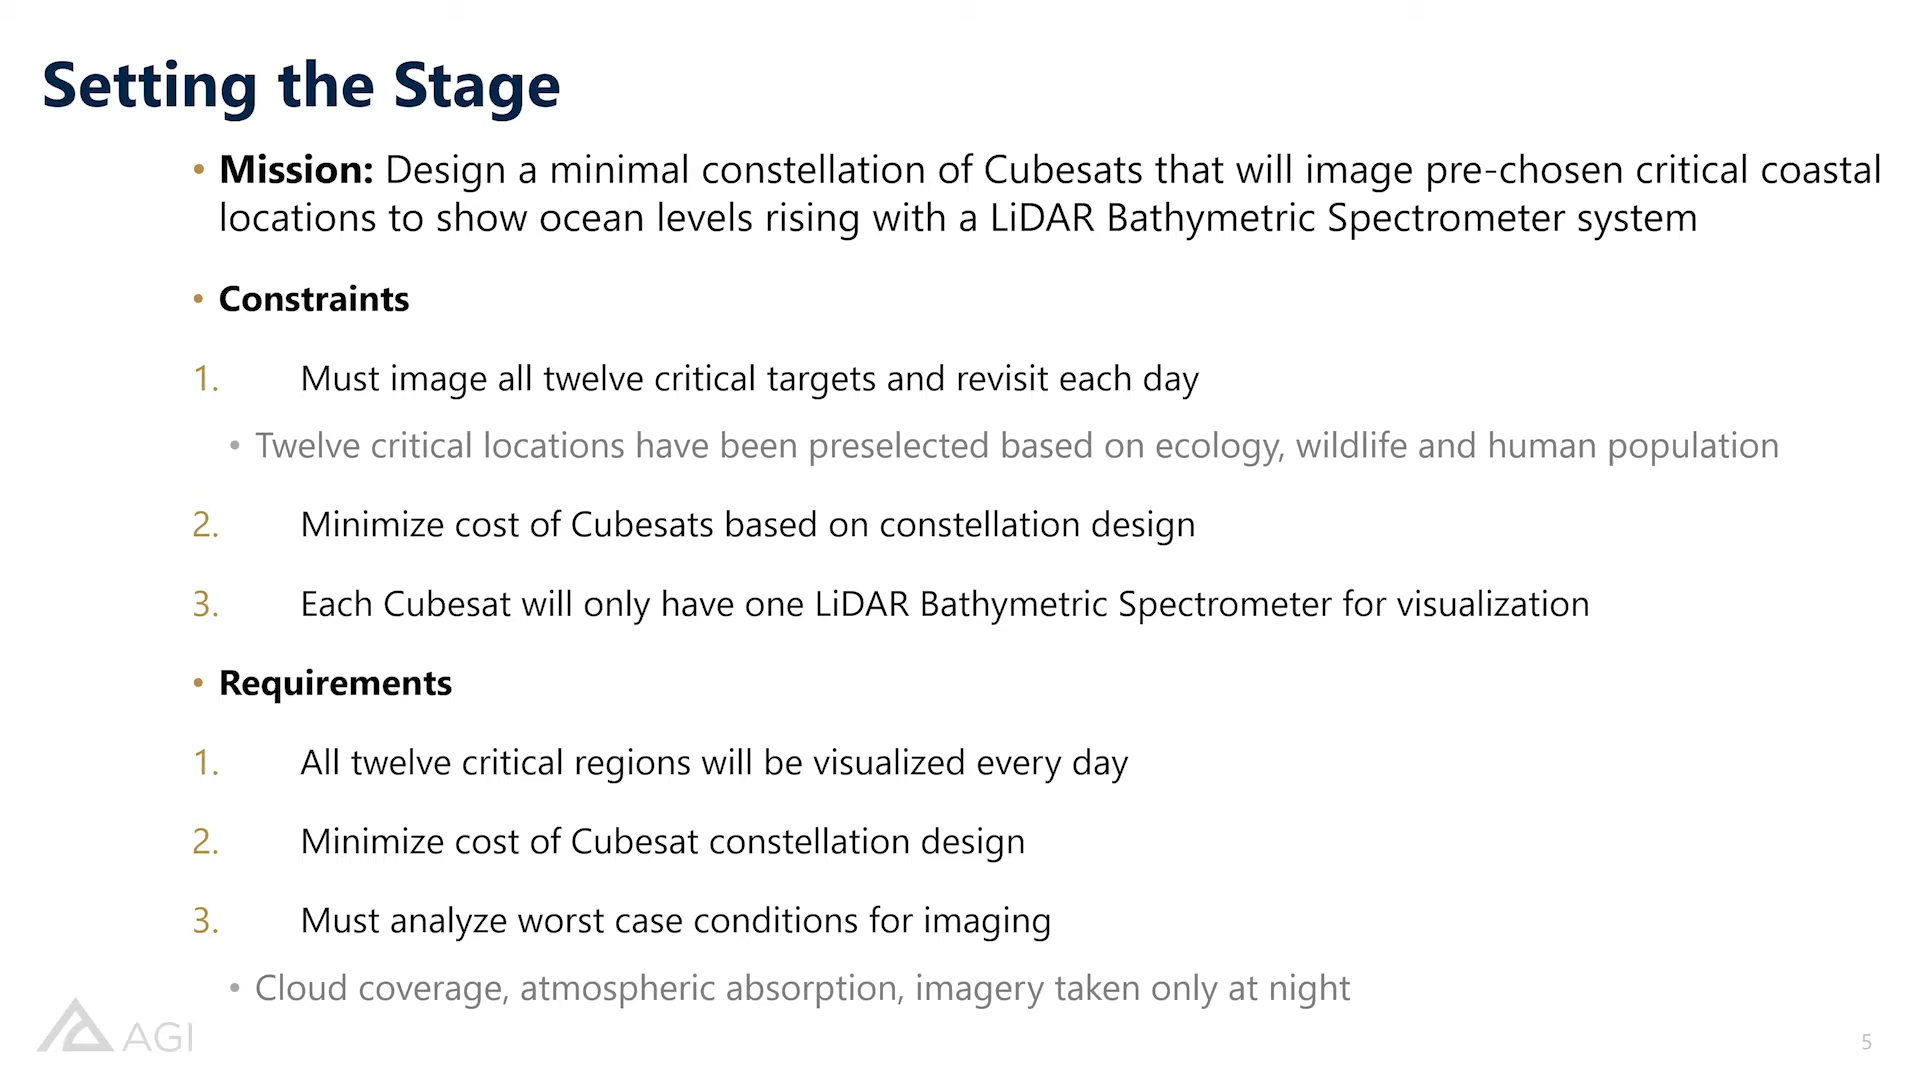 Setting the Stage
• Mission: Design a minimal constellation of Cubesats that will image pre-chosen critical coastal
locations to show ocean levels rising with a LiDAR Bathymetric Spectrometer system
• Constraints
1. Must image all twelve critical targets and revisit each day
• Twelve critical locations have been preselected based on ecology, wildlife and human population
2. Minimize cost of Cubesats based on constellation design
3. Each Cubesat will only have one LiDAR Bathymetric Spectrometer for visualization
• Requirements
1. All twelve critical regions will be visualized every day
2. Minimize cost of Cubesat constellation design
3. Must analyze worst case conditions for imaging
• Cloud coverage, atmospheric absorption, imagery taken only at night
AGI
5